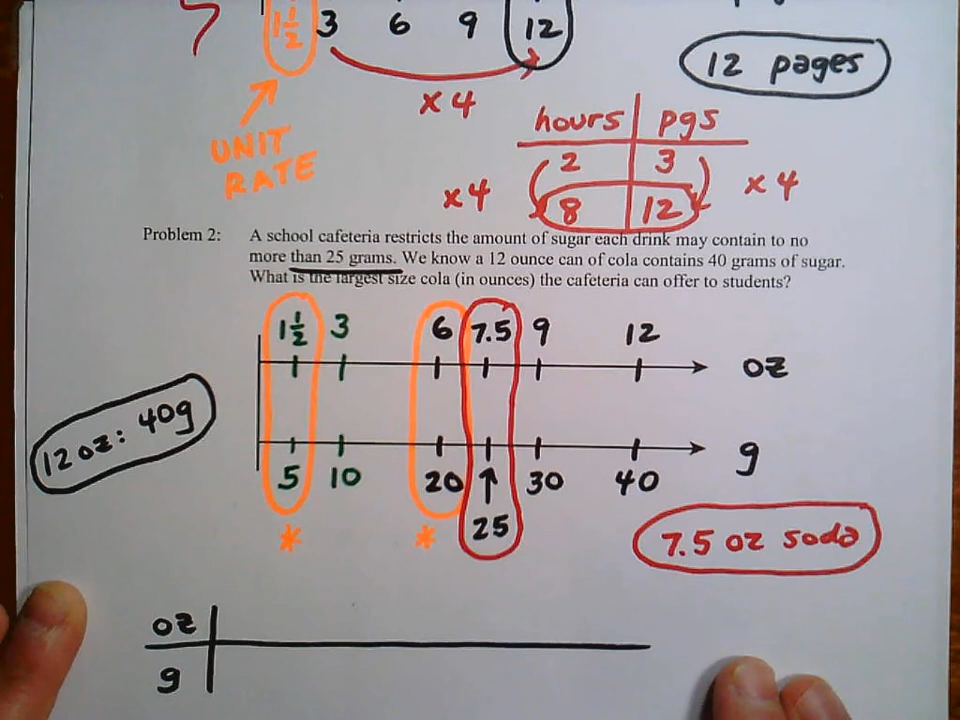 1½ 3 6 9 12
12 pages
x 4
UNIT
RATE
hours pgs
2 3
x4 x 4
8 12
Problem 2: A school cafeteria restricts the amount of sugar each drink may contain to no
more than 25 grams. We know a 12 ounce can of cola contains 40 grams of sugar.
What is the largest size cola (in ounces) the cafeteria can offer to students?
1½ 3 6 7.5 9 12
oz
12 oz: 40g
g
5 10 20 ↑ 30 40
25
* *
7.5 oz soda
oz
g